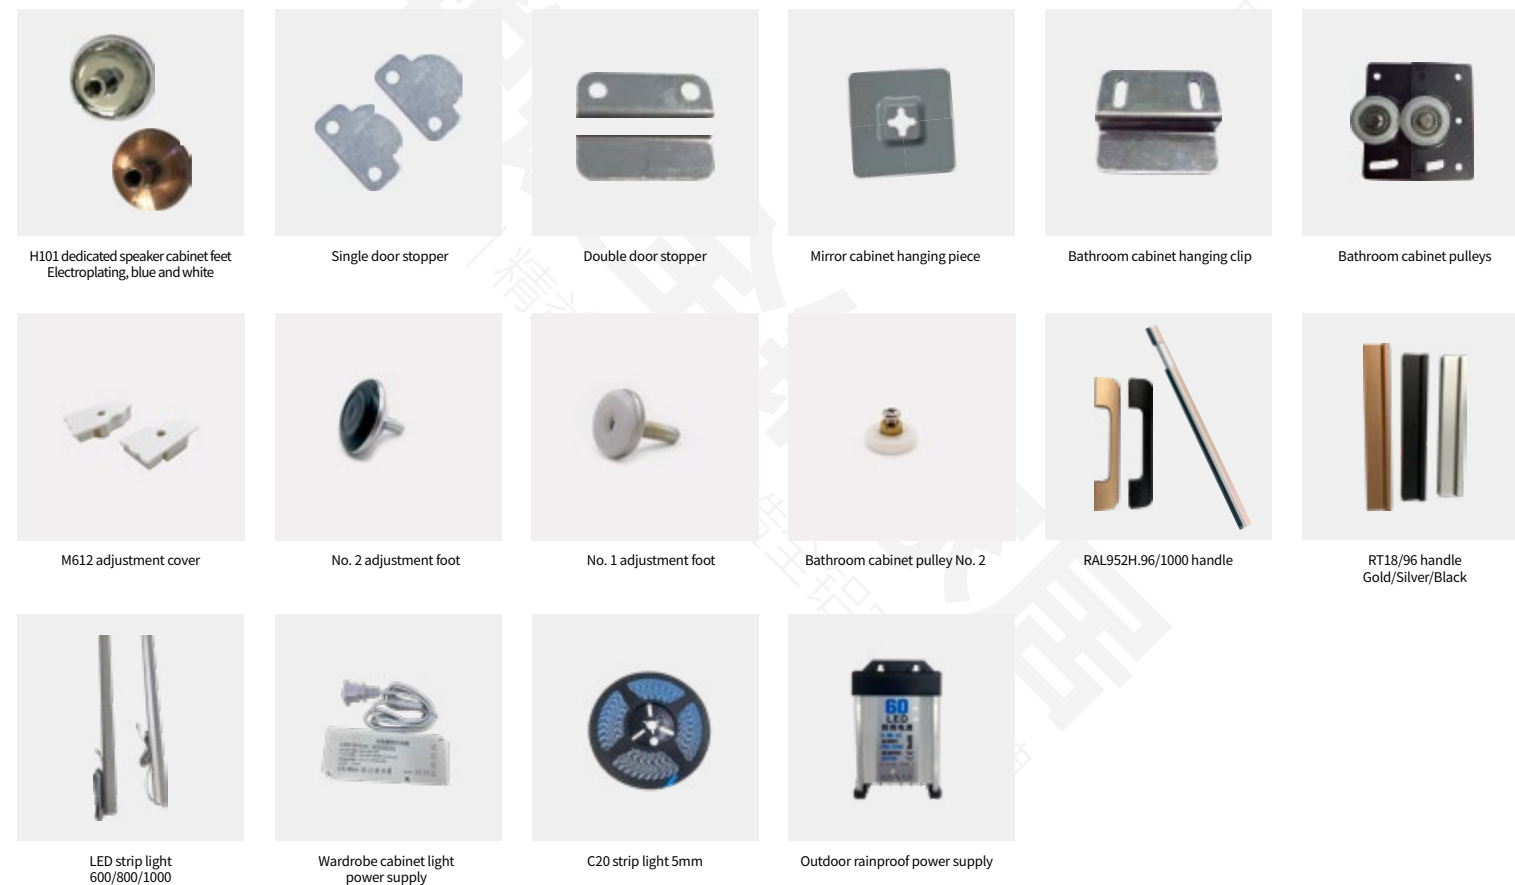 H101 dedicated speaker cabinet feet
Electroplating, blue and white
Single door stopper
Double door stopper
Mirror cabinet hanging piece
Bathroom cabinet hanging clip
Bathroom cabinet pulleys
M612 adjustment cover
No. 2 adjustment foot
No. 1 adjustment foot
Bathroom cabinet pulley No. 2
RAL952H.96/1000 handle
RT18/96 handle
Gold/Silver/Black
60
LED
LED strip light
600/800/1000
Wardrobe cabinet light
power supply
C20 strip light 5mm
Outdoor rainproof power supply